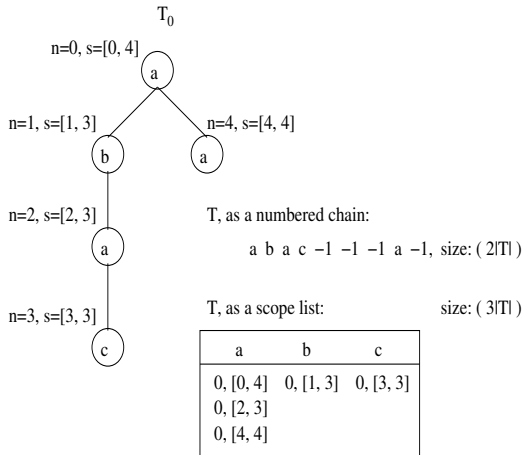 T0
n=0, s=[0, 4]
a
n=1, s=[1, 3]
n=4, s=[4, 4]
b
a
n=2, s=[2, 3]
T, as a numbered chain:
a
a b a c −1 −1 −1 a −1, size: ( 2|T| )
n=3, s=[3, 3]
T, as a scope list: size: ( 3|T| )
c
a b c
0, [0, 4] 0, [1, 3] 0, [3, 3]
0, [2, 3]
0, [4, 4]